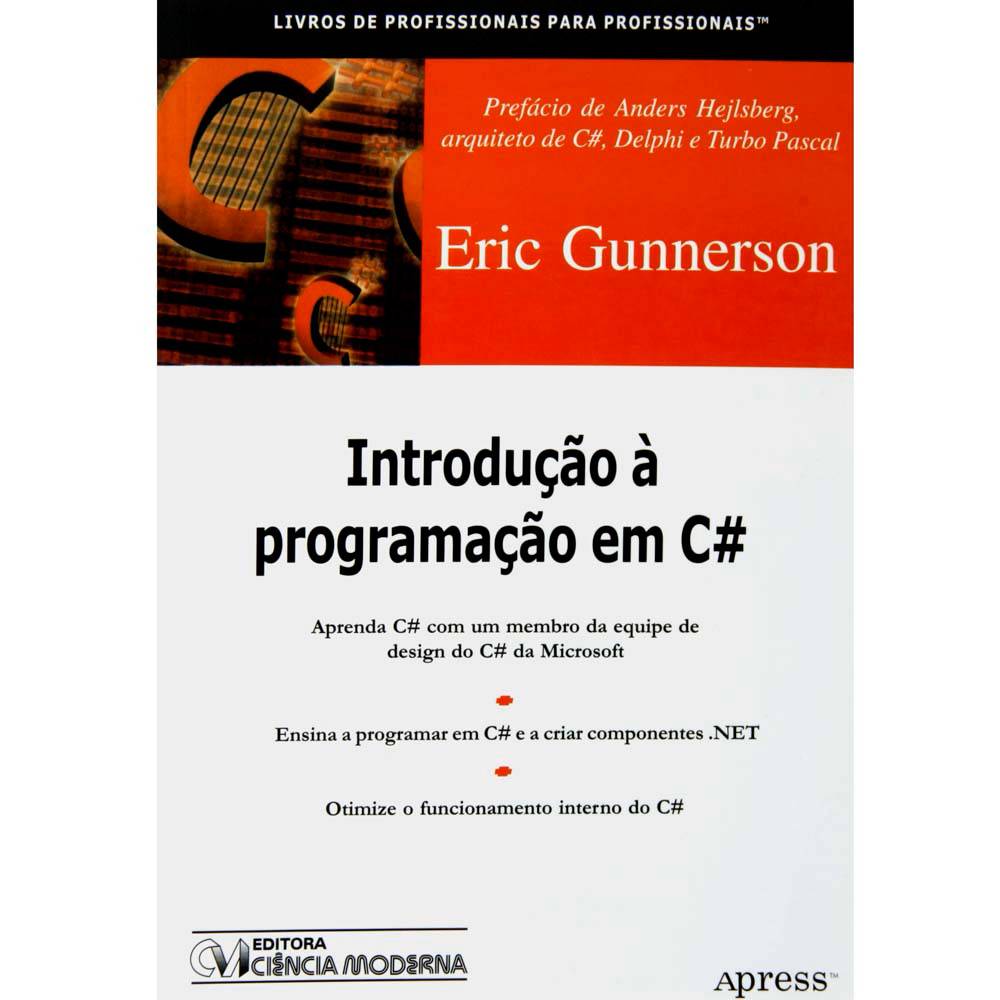 LIVROS DE PROFISSIONAIS PARA PROFISSIONAIS™
Prefácio de Anders Hejlsberg,
arquiteto de C#, Delphi e Turbo Pascal
Eric Gunnerson
Introdução à
programação em C#
Aprenda C# com um membro da equipe de
design do C# da Microsoft
Ensina a programar em C# e a criar componentes .NET
Otimize o funcionamento interno do C#
EDITORA
CIÊNCIA MODERNA
Apress™